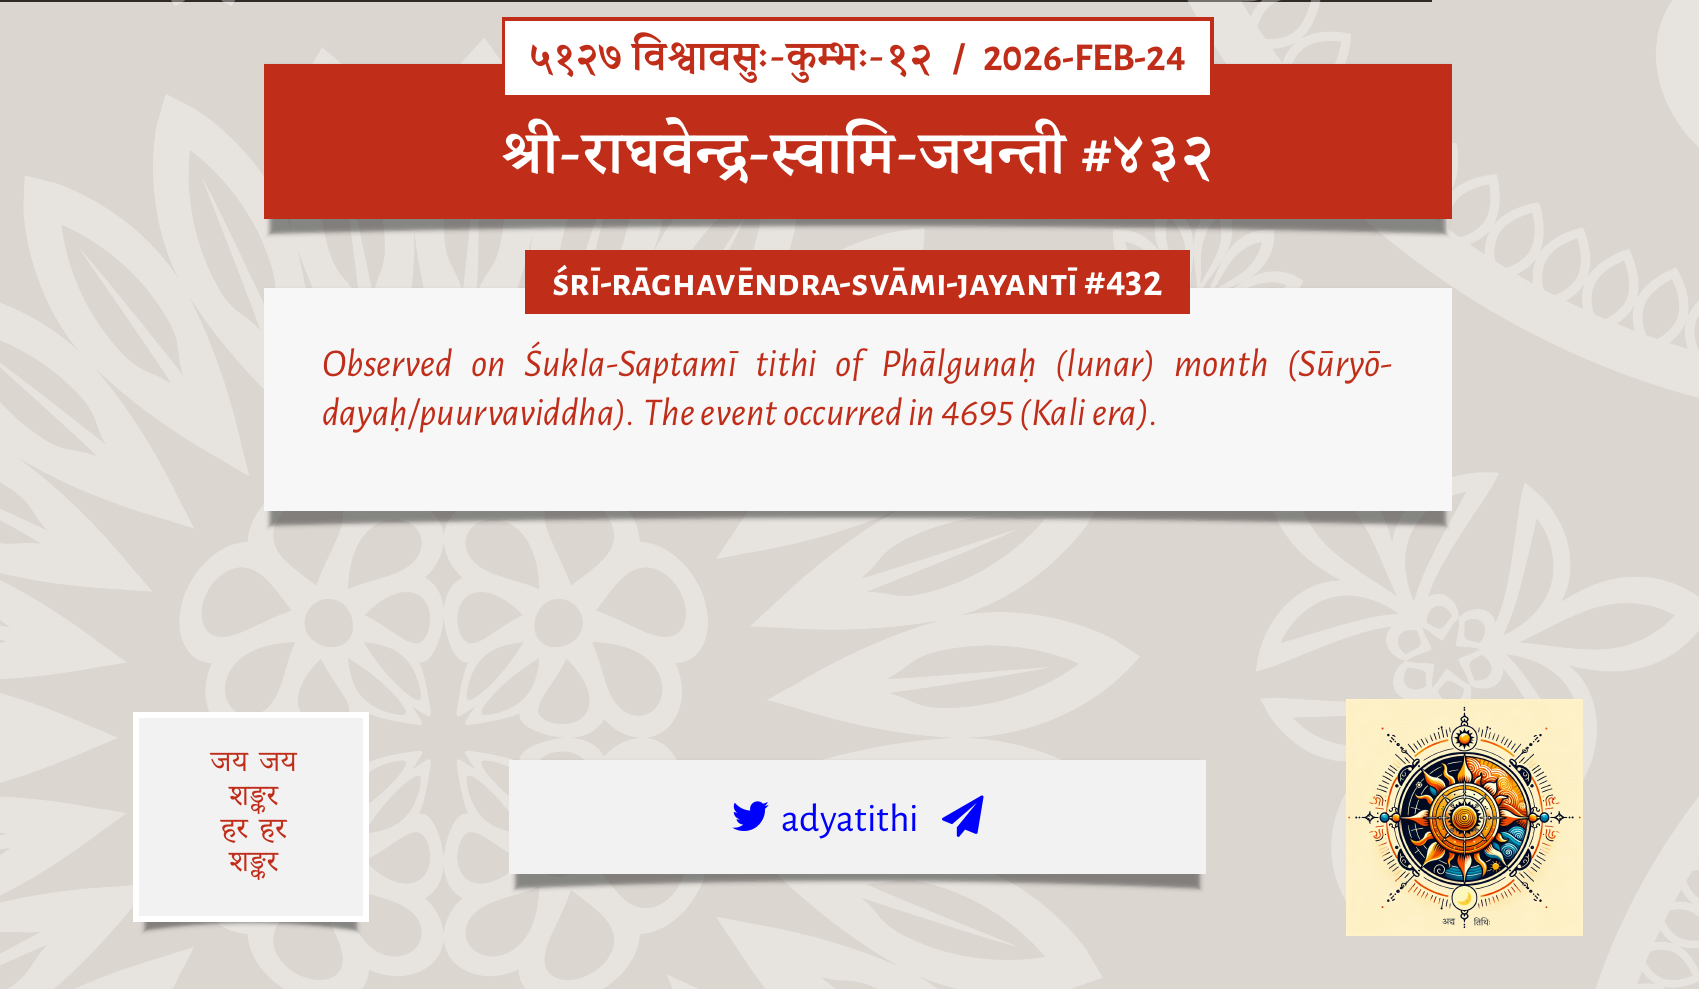 ५१२७ विश्वावसुः-कुम्भः-१२ / 2026-FEB-24
श्री-राघवेन्द्र-स्वामि-जयन्ती #४३२
ŚRĪ-RĀGHAVĒNDRA-SVĀMI-JAYANTĪ #432
Observed on Śukla-Saptamī tithi of Phālgunaḥ (lunar) month (Sūryō-
dayaḥ/puurvaviddha). The event occurred in 4695 (Kali era).
जय जय
शङ्कर
हर हर
शङ्कर
adyatithi
अद्य तिथिः